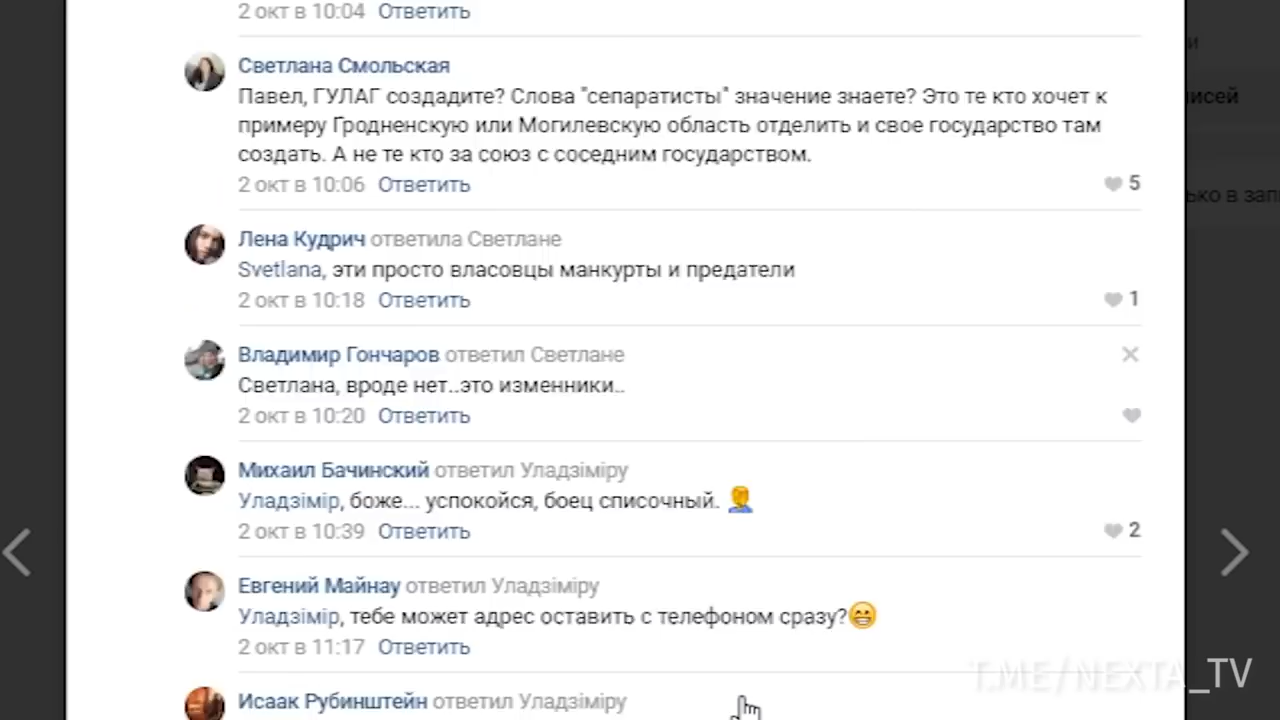 2 окт в 10:04 Ответить
Светлана Смольская
Павел, ГУЛАГ создадите? Слова "сепаратисты" значение знаете? Это те кто хочет к
примеру Гродненскую или Могилевскую область отделить и свое государство там
создать. А не те кто за союз с соседним государством.
2 окт в 10:06 Ответить 5
Лена Кудрич ответила Светлане
Svetlana, эти просто власовцы манкурты и предатели
2 окт в 10:18 Ответить 1
Владимир Гончаров ответил Светлане
Светлана, вроде нет..это изменники..
2 окт в 10:20 Ответить
Михаил Бачинский ответил Уладзіміру
Уладзімір, боже... успокойся, боец списочный.
2 окт в 10:39 Ответить 2
Евгений Майнау ответил Уладзіміру
Уладзімір, тебе может адрес оставить с телефоном сразу?
2 окт в 11:17 Ответить
Исаак Рубинштейн ответил Уладзіміру
T.ME/NEXTA_TV